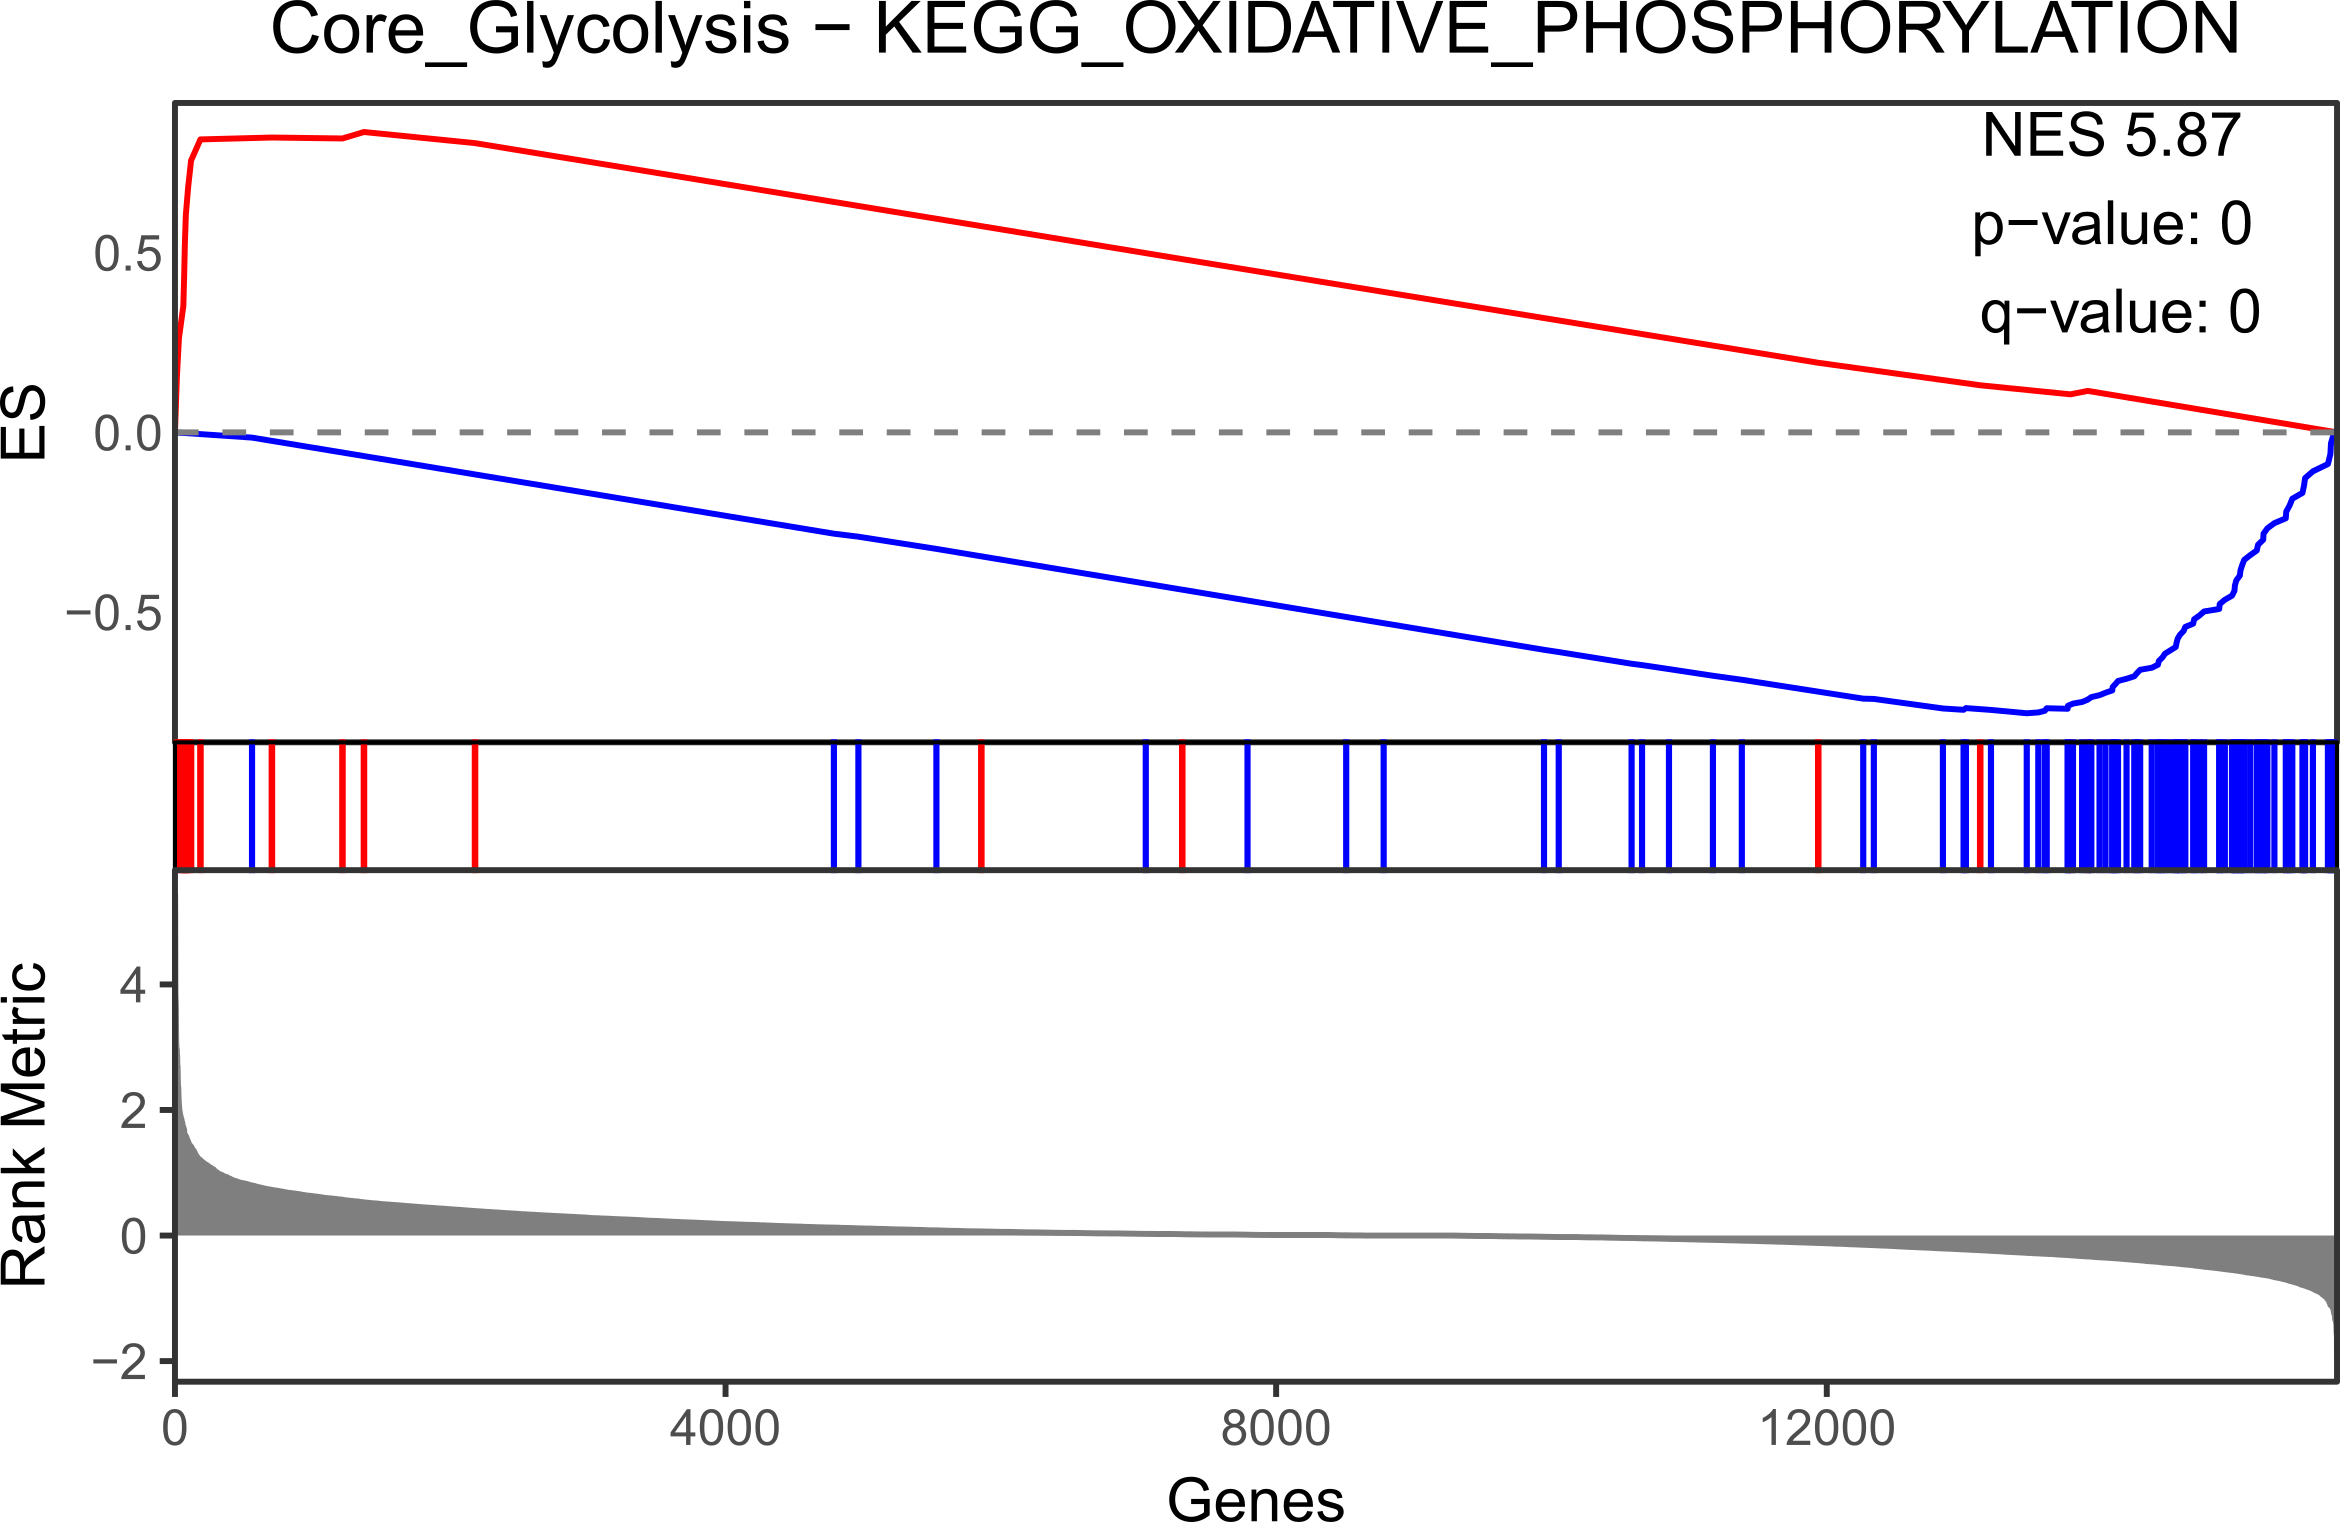 Core_Glycolysis − KEGG_OXIDATIVE_PHOSPHORYLATION
NES 5.87
p−value: 0
q−value: 0
ES
0.5
0.0
−0.5
Rank Metric
4
2
0
−2
0 4000 8000 12000
Genes